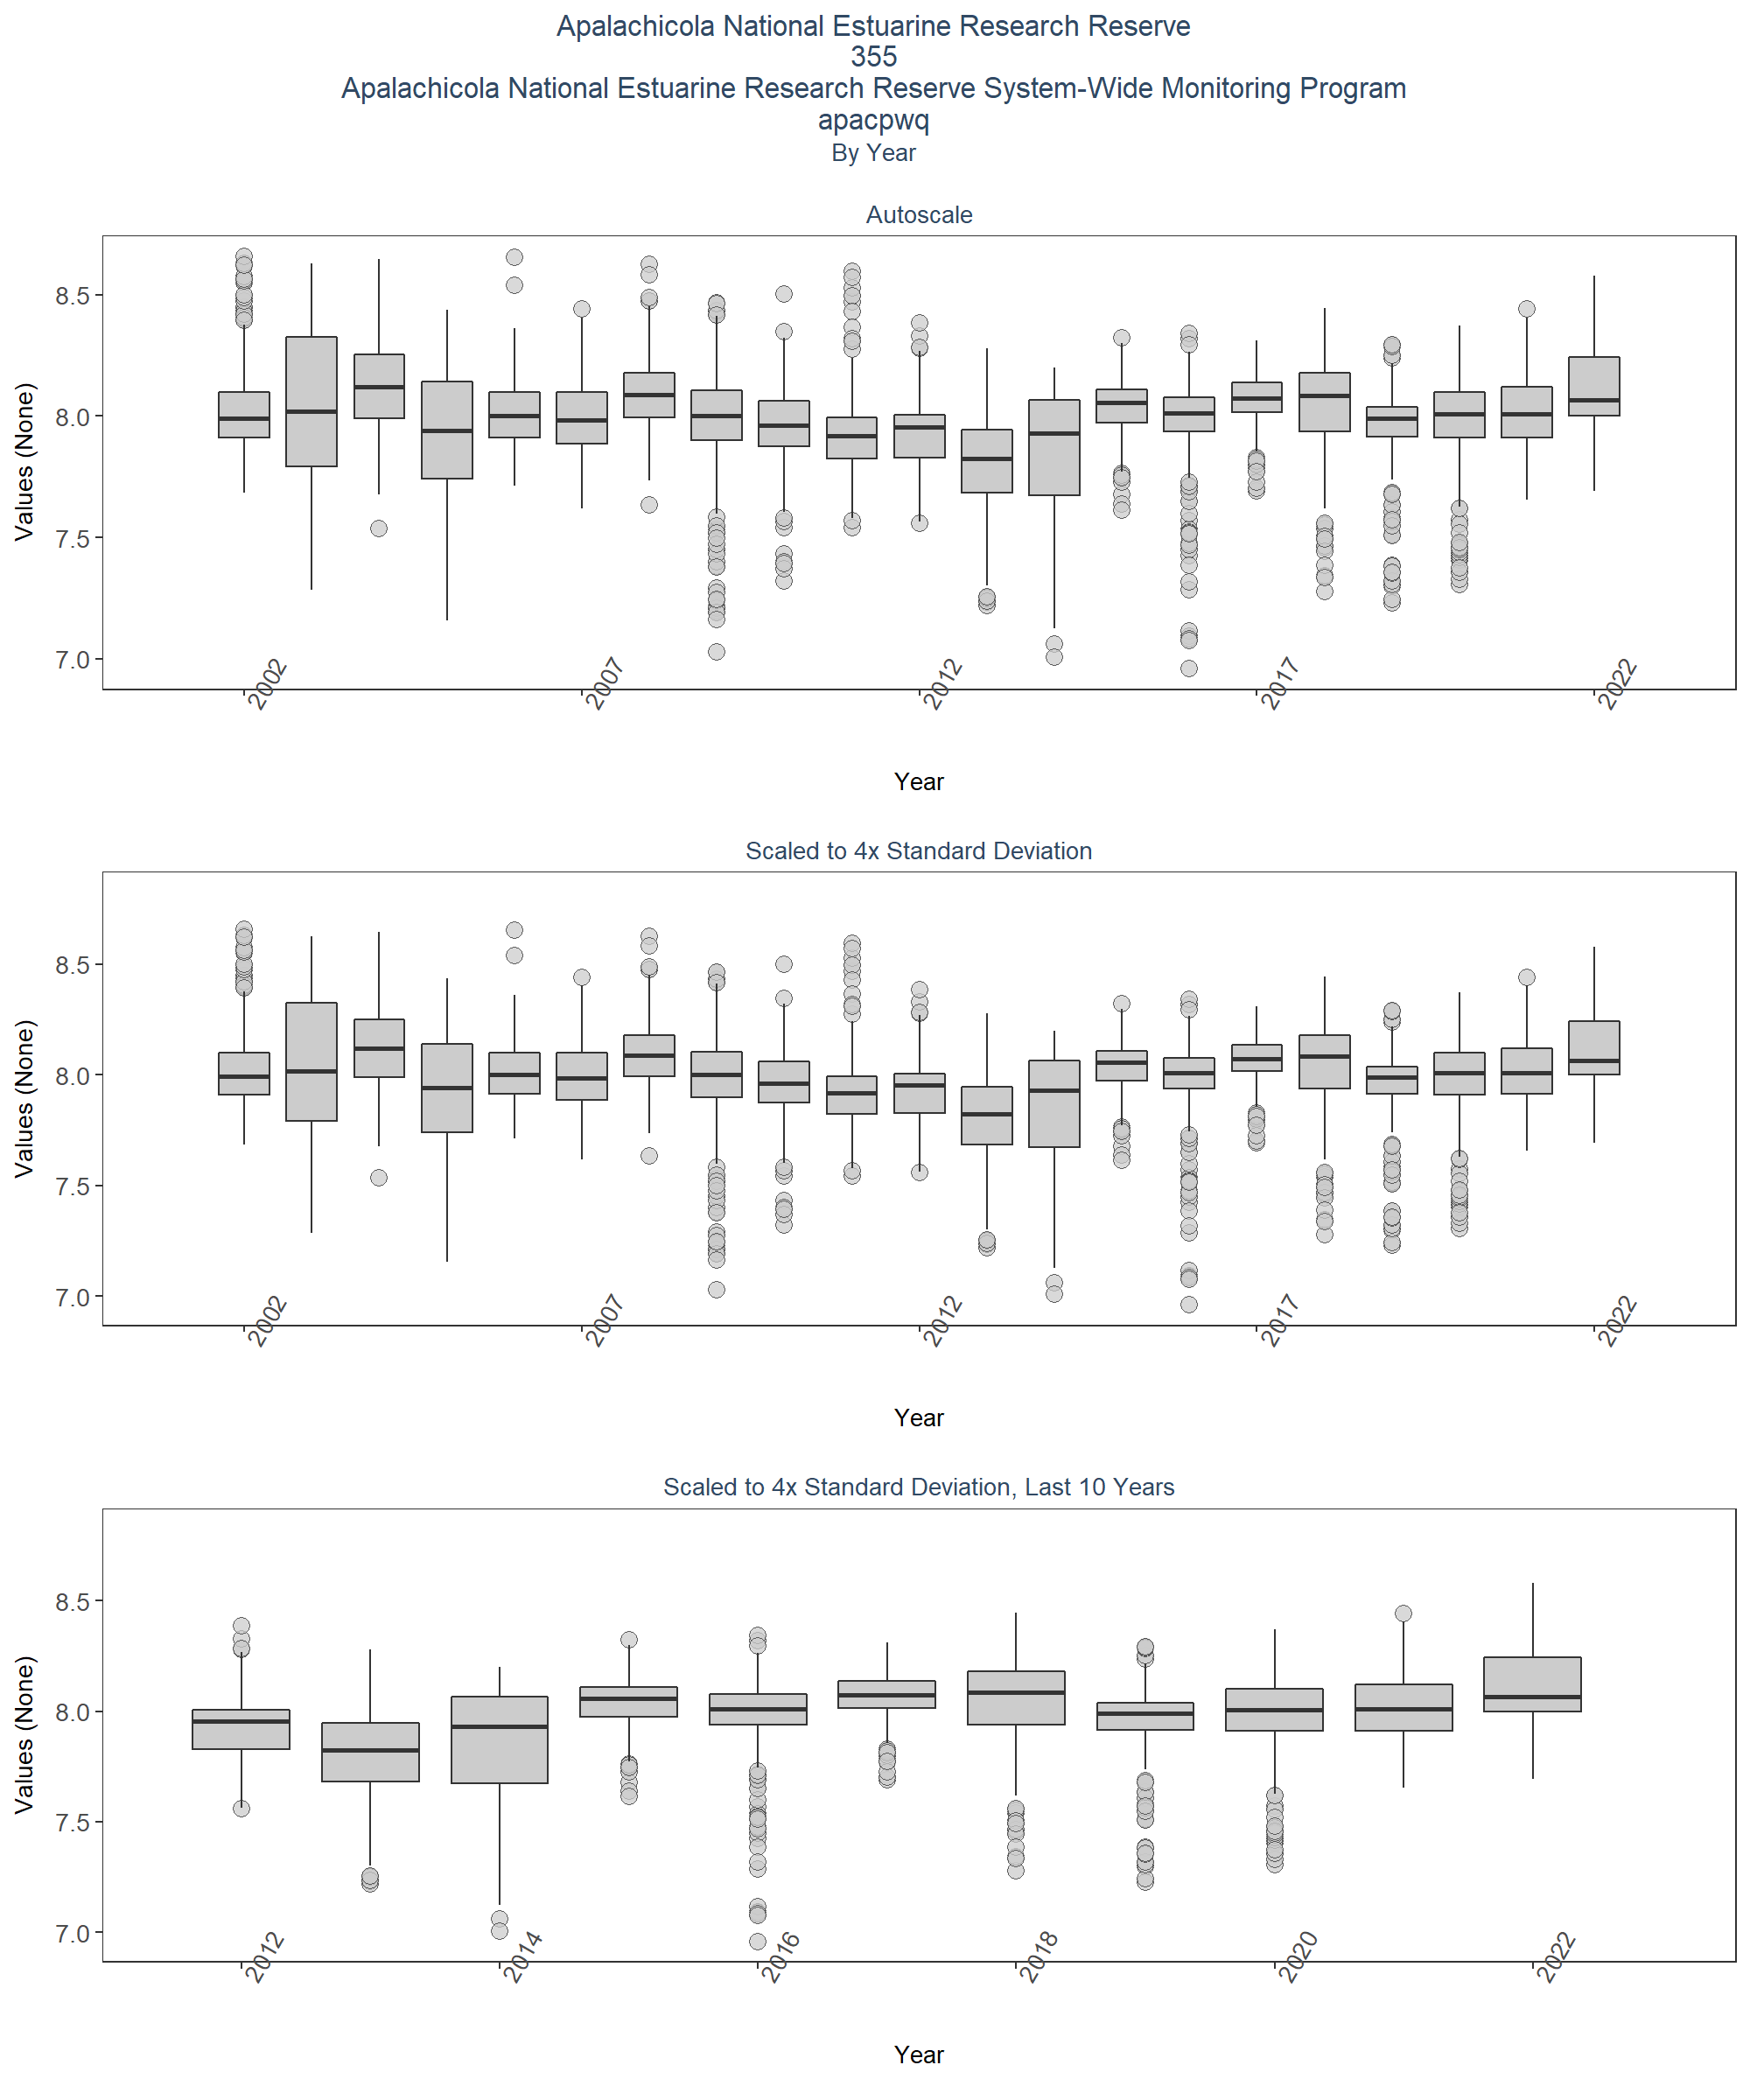 Apalachicola National Estuarine Research Reserve
355
Apalachicola National Estuarine Research Reserve System-Wide Monitoring Program
apacpwq
By Year
Autoscale
Values (None)
8.5
8.0
7.5
7.0
2002
2007
2012
2017
2022
Year
Scaled to 4x Standard Deviation
Values (None)
8.5
8.0
7.5
7.0
2002
2007
2012
2017
2022
Year
Scaled to 4x Standard Deviation, Last 10 Years
Values (None)
8.5
8.0
7.5
7.0
2012
2014
2016
2018
2020
2022
Year